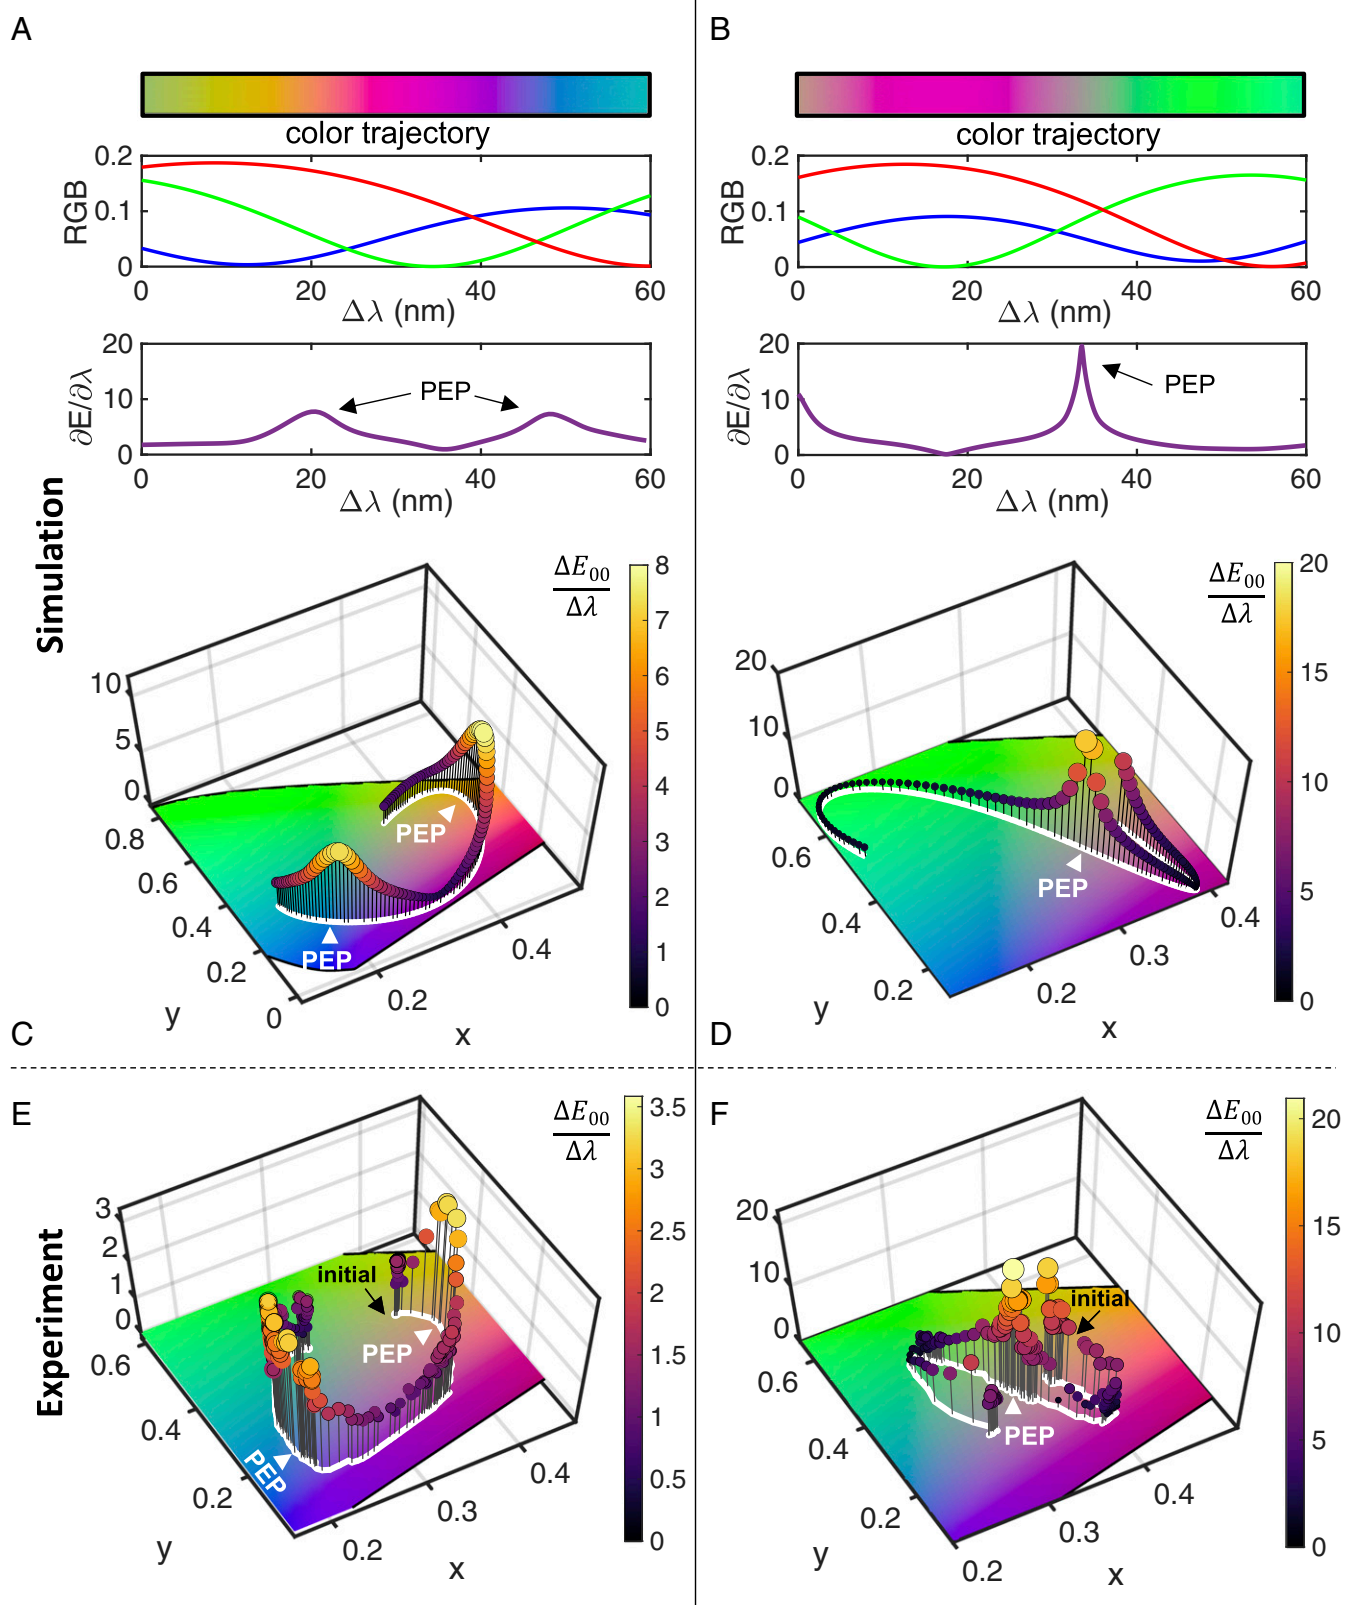 A
color trajectory
RGB
0.2
0.1
0
0
20
40
60
Δλ (nm)
∂E/∂λ
20
10
0
PEP
0
20
40
60
Δλ (nm)
B
color trajectory
RGB
0.2
0.1
0
0
20
40
60
Δλ (nm)
∂E/∂λ
20
10
0
PEP
0
20
40
60
Δλ (nm)
Simulation
C
ΔE₀₀
Δλ
8
7
6
5
4
3
2
1
0
10
5
0
PEP
PEP
0.8
0.6
0.4
0.2
0
y
0.2
0.4
x
D
ΔE₀₀
Δλ
20
15
10
5
0
20
10
0
PEP
0.6
0.4
0.2
y
0.2
0.3
0.4
x
Experiment
E
ΔE₀₀
Δλ
3.5
3
2.5
2
1.5
1
0.5
0
3
2
1
0
initial
PEP
PEP
0.6
0.4
0.2
y
0.2
0.3
0.4
x
F
ΔE₀₀
Δλ
20
15
10
5
0
20
10
0
initial
PEP
0.6
0.4
0.2
y
0.2
0.3
0.4
x